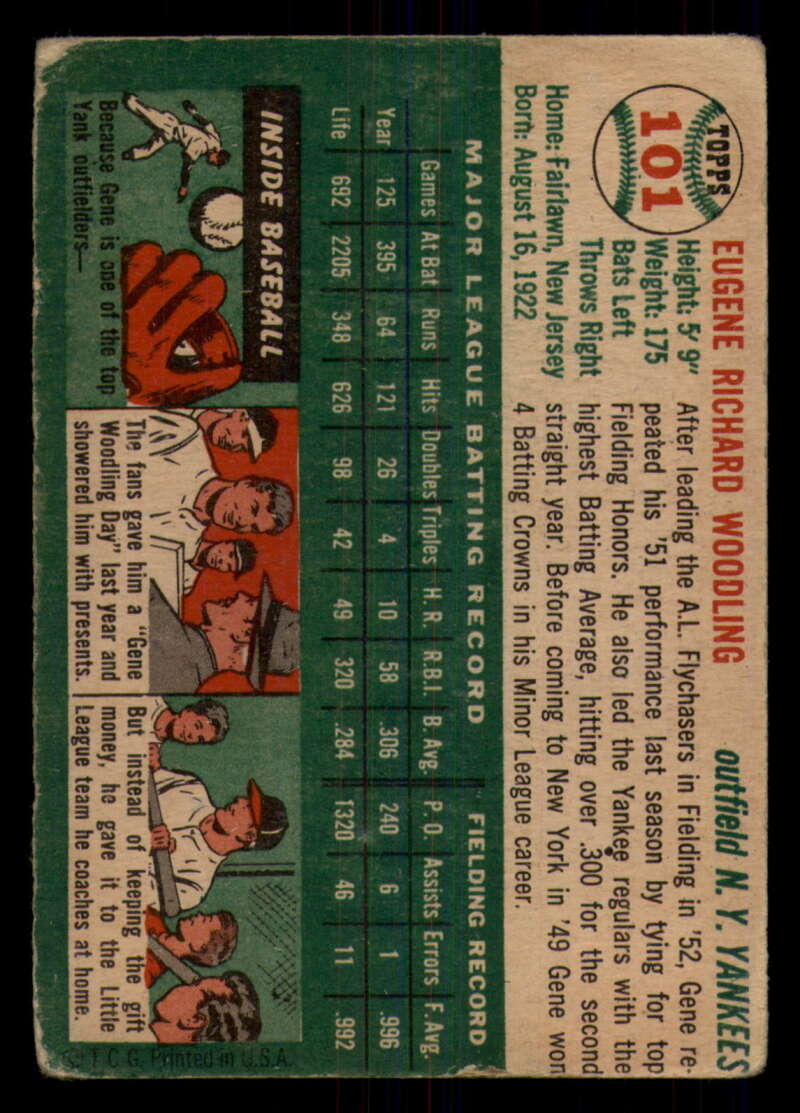 TOPPS
101
EUGENE RICHARD WOODLING
outfield N. Y. YANKEES
Height: 5' 9"
Weight: 175
Bats Left
Throws Right
Home: Fairlawn, New Jersey
Born: August 16, 1922
After leading the A.L. Flychasers in Fielding in '52, Gene re-
peated his '51 performance last season by tying for top
Fielding Honors. He also led the Yankee regulars with the
highest Batting Average, hitting over .300 for the second
straight year. Before coming to New York in '49 Gene won
4 Batting Crowns in his Minor League career.
MAJOR LEAGUE BATTING RECORD FIELDING RECORD
Games At Bat Runs Hits Doubles Triples H. R. R.B.I. B. Avg. P. O. Assists Errors F. Avg.
Year 125 395 64 121 26 4 10 58 .306 240 6 1 .996
Life 692 2205 348 626 98 42 49 320 .284 1320 46 11 .992
INSIDE BASEBALL
Because Gene is one of the top
Yank outfielders—
The fans gave him a "Gene
Woodling Day" last year and
showered him with presents.
But instead of keeping the gift
money, he gave it to the Little
League team he coaches at home.
© T. C. G. Printed in U.S.A.